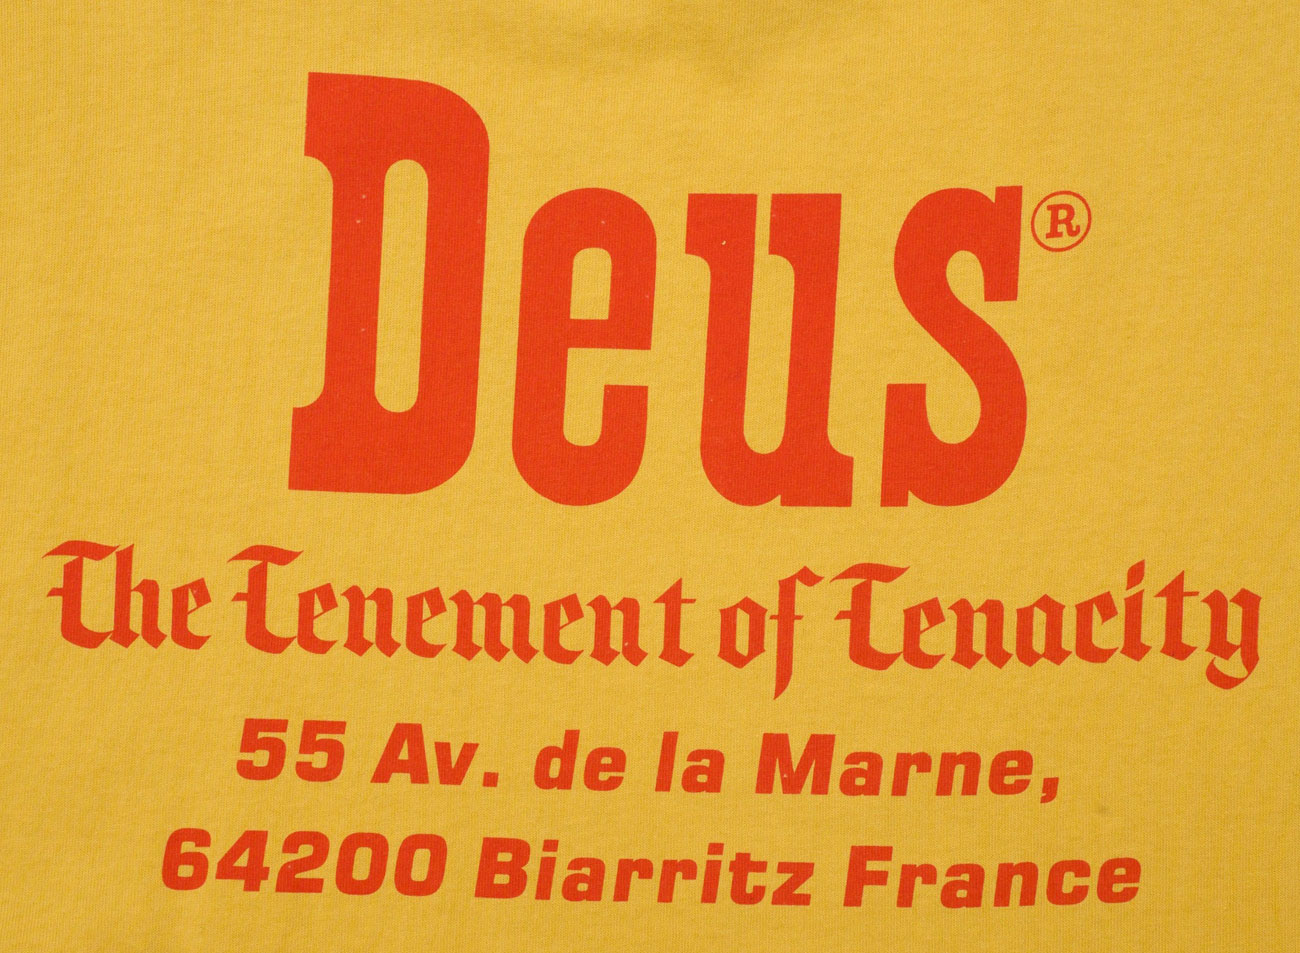 Deus®
The Tenement of Tenacity
55 Av. de la Marne,
64200 Biarritz France